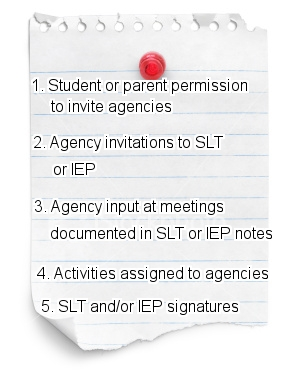 1. Student or parent permission
to invite agencies
2. Agency invitations to SLT
or IEP
3. Agency input at meetings
documented in SLT or IEP notes
4. Activities assigned to agencies
5. SLT and/or IEP signatures